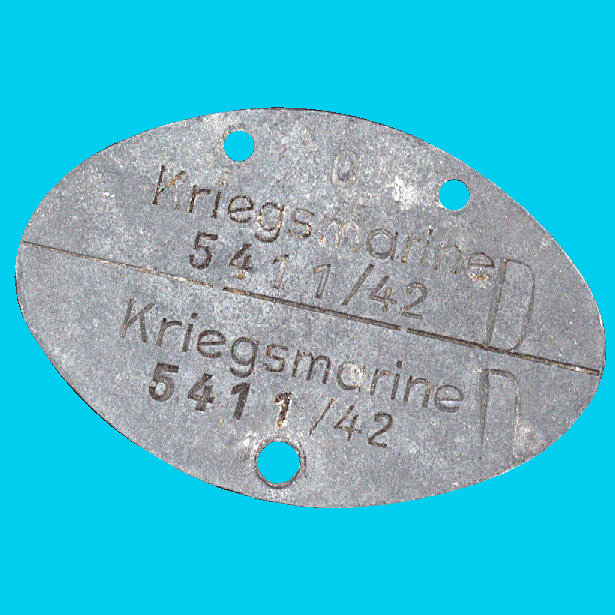 O
Kriegsmarine
5411/42 D
Kriegsmarine
5411/42 D